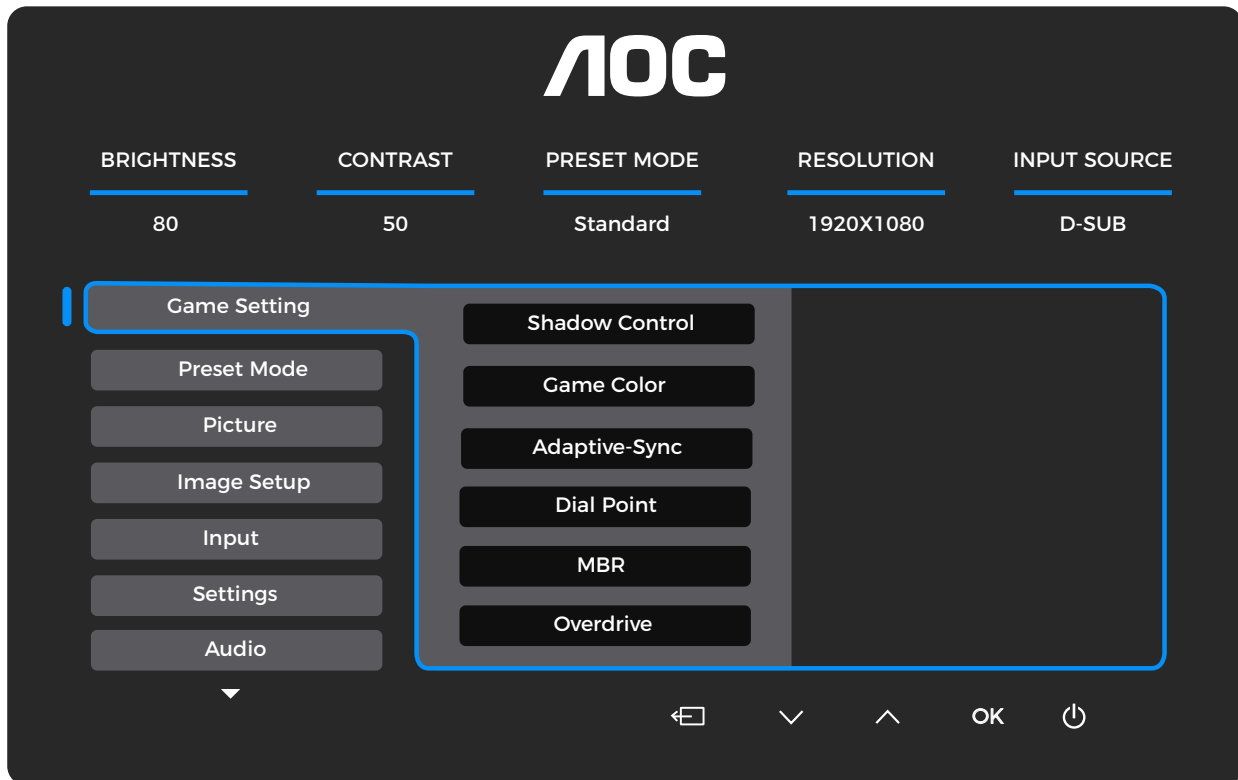 AOC
BRIGHTNESS CONTRAST PRESET MODE RESOLUTION INPUT SOURCE
80 50 Standard 1920X1080 D-SUB
Game Setting
Preset Mode
Picture
Image Setup
Input
Settings
Audio
Shadow Control
Game Color
Adaptive-Sync
Dial Point
MBR
Overdrive
OK